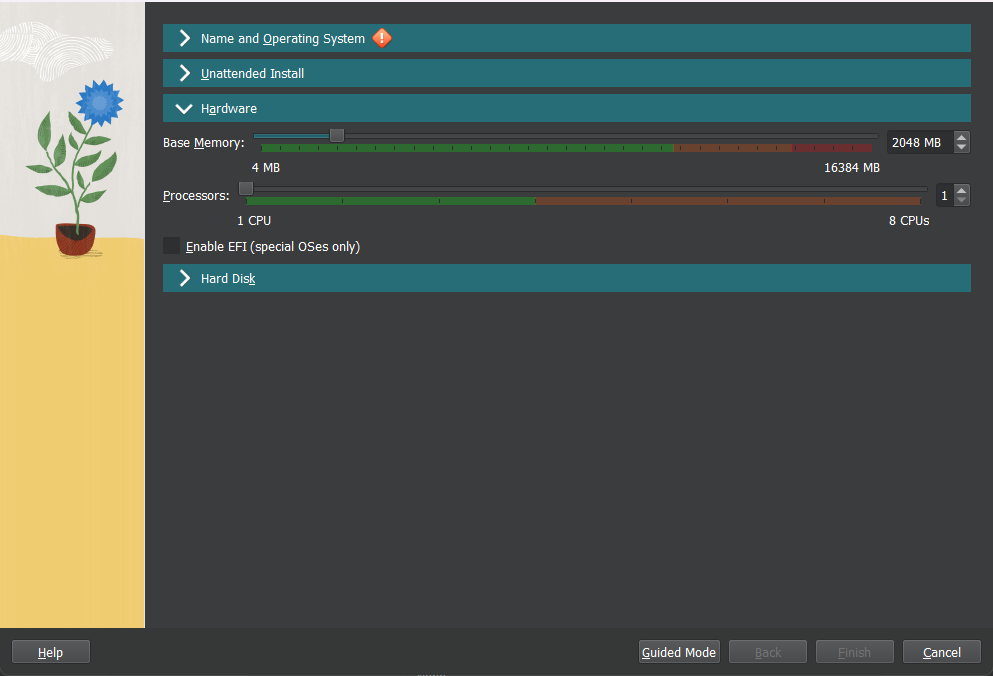 Name and Operating System
Unattended Install
Hardware
Base Memory:
2048 MB
4 MB
16384 MB
Processors:
1
1 CPU
8 CPUs
Enable EFI (special OSes only)
Hard Disk
Help
Guided Mode
Back
Finish
Cancel